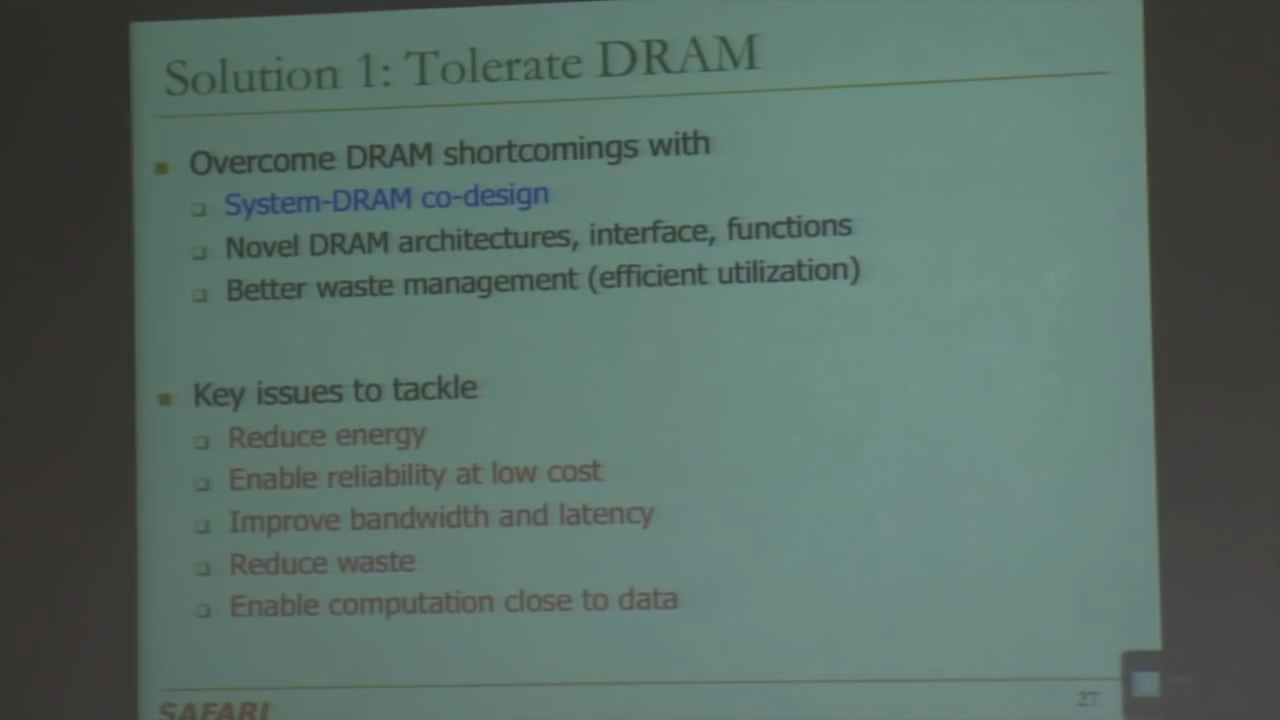 Solution 1: Tolerate DRAM
Overcome DRAM shortcomings with
System-DRAM co-design
Novel DRAM architectures, interface, functions
Better waste management (efficient utilization)
Key issues to tackle
Reduce energy
Enable reliability at low cost
Improve bandwidth and latency
Reduce waste
Enable computation close to data
SAFARI
27